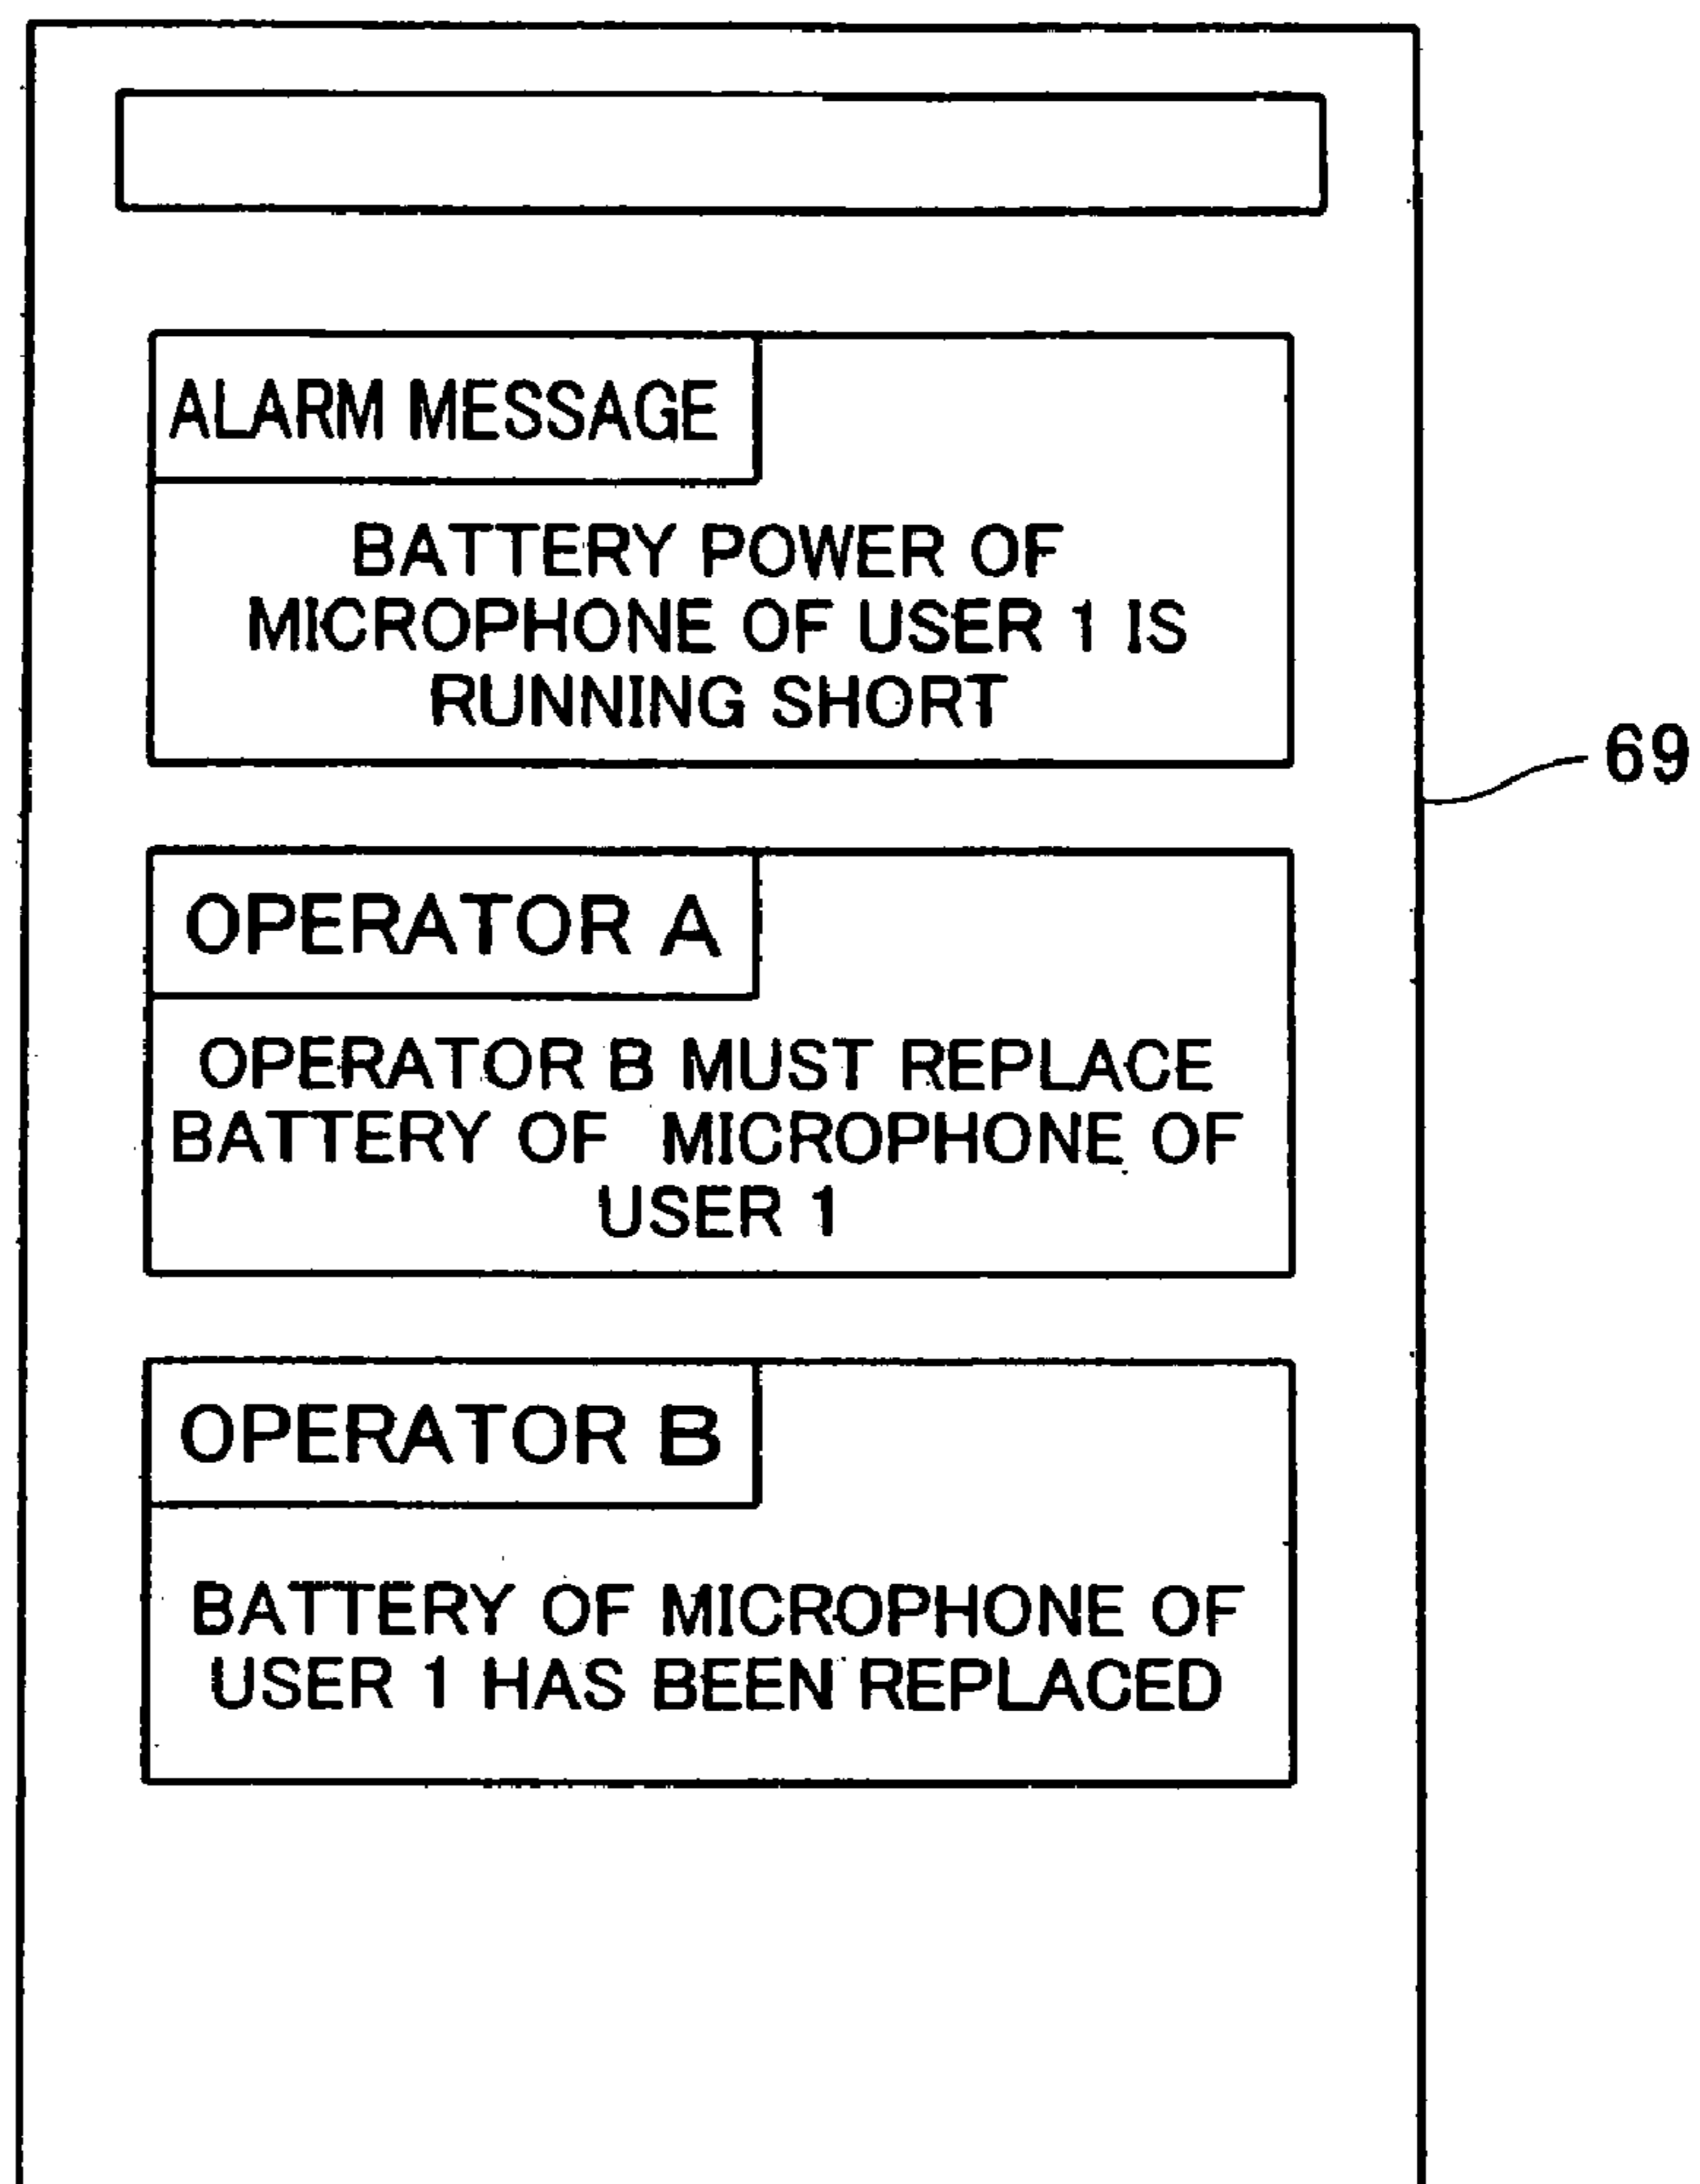 ALARM MESSAGE
BATTERY POWER OF
MICROPHONE OF USER 1 IS
RUNNING SHORT
69
OPERATOR A
OPERATOR B MUST REPLACE
BATTERY OF MICROPHONE OF
USER 1
OPERATOR B
BATTERY OF MICROPHONE OF
USER 1 HAS BEEN REPLACED